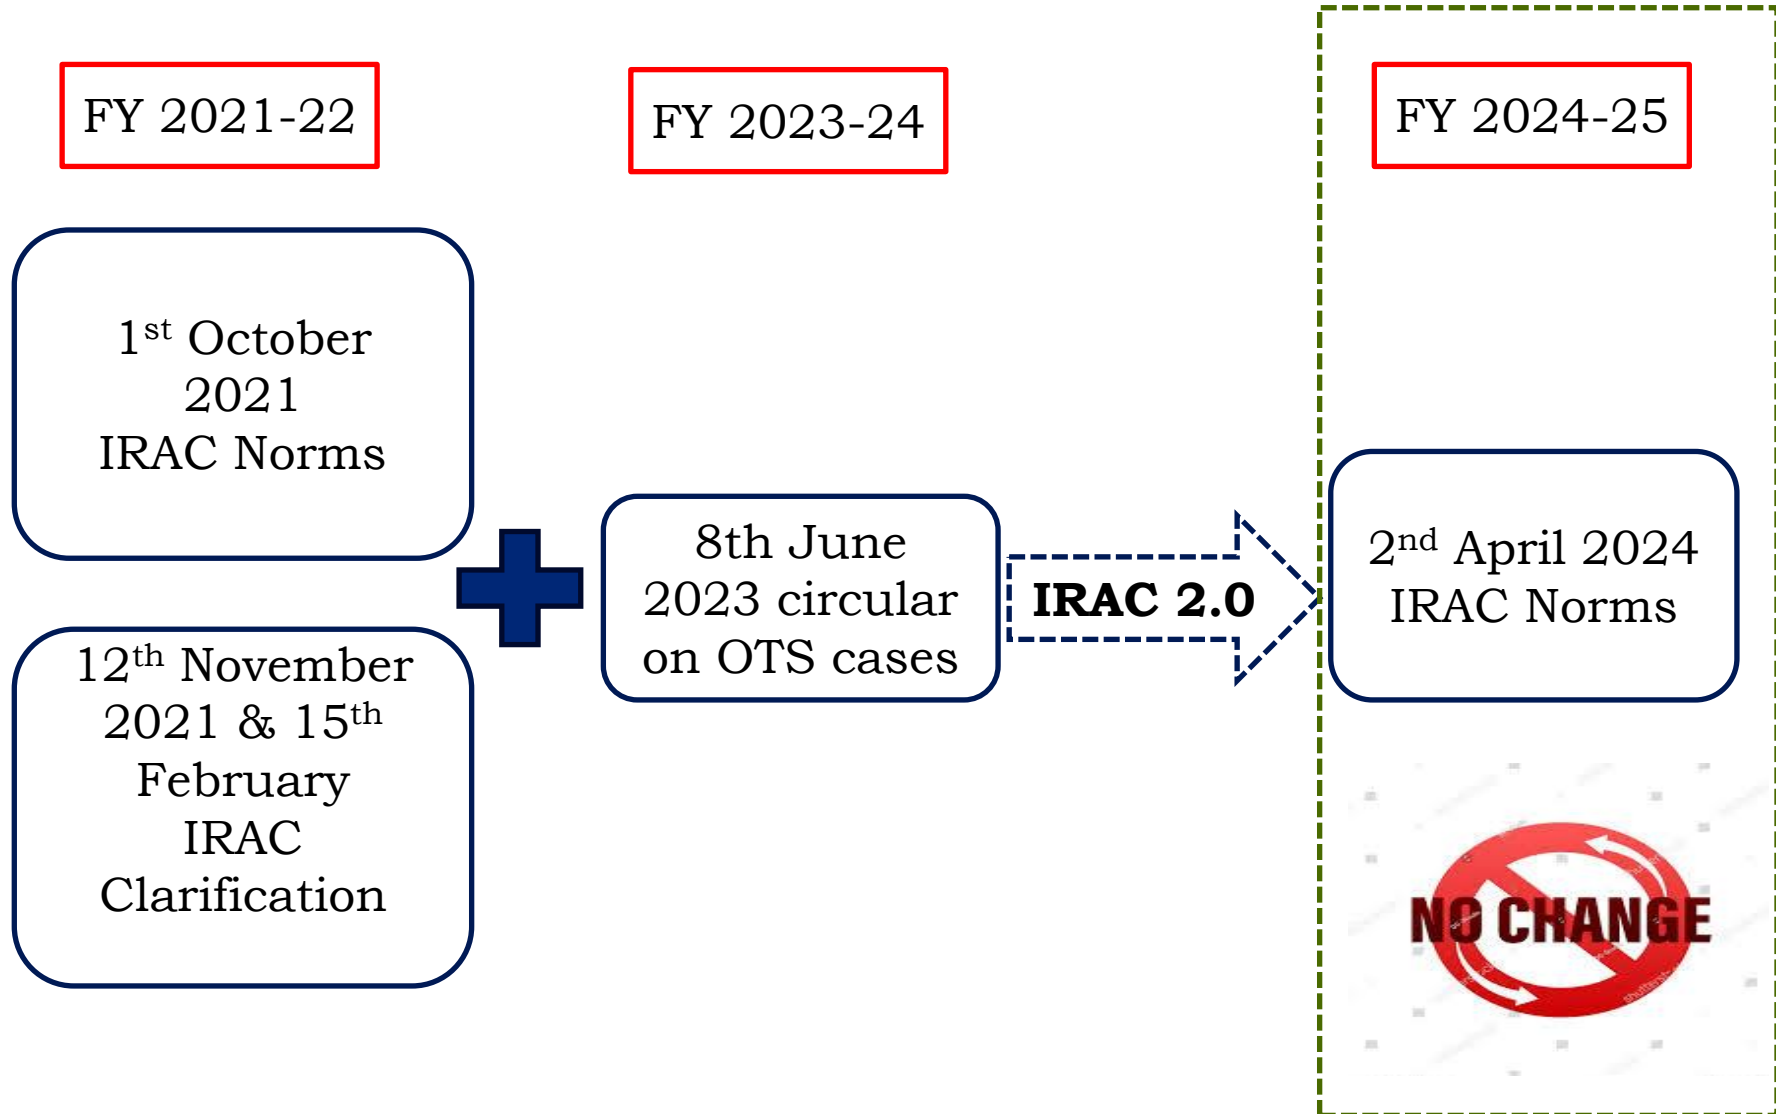 FY 2021-22
FY 2023-24
FY 2024-25
1st October
2021
IRAC Norms
12th November
2021 & 15th
February
IRAC
Clarification
8th June
2023 circular
on OTS cases
IRAC 2.0
2nd April 2024
IRAC Norms
NO CHANGE